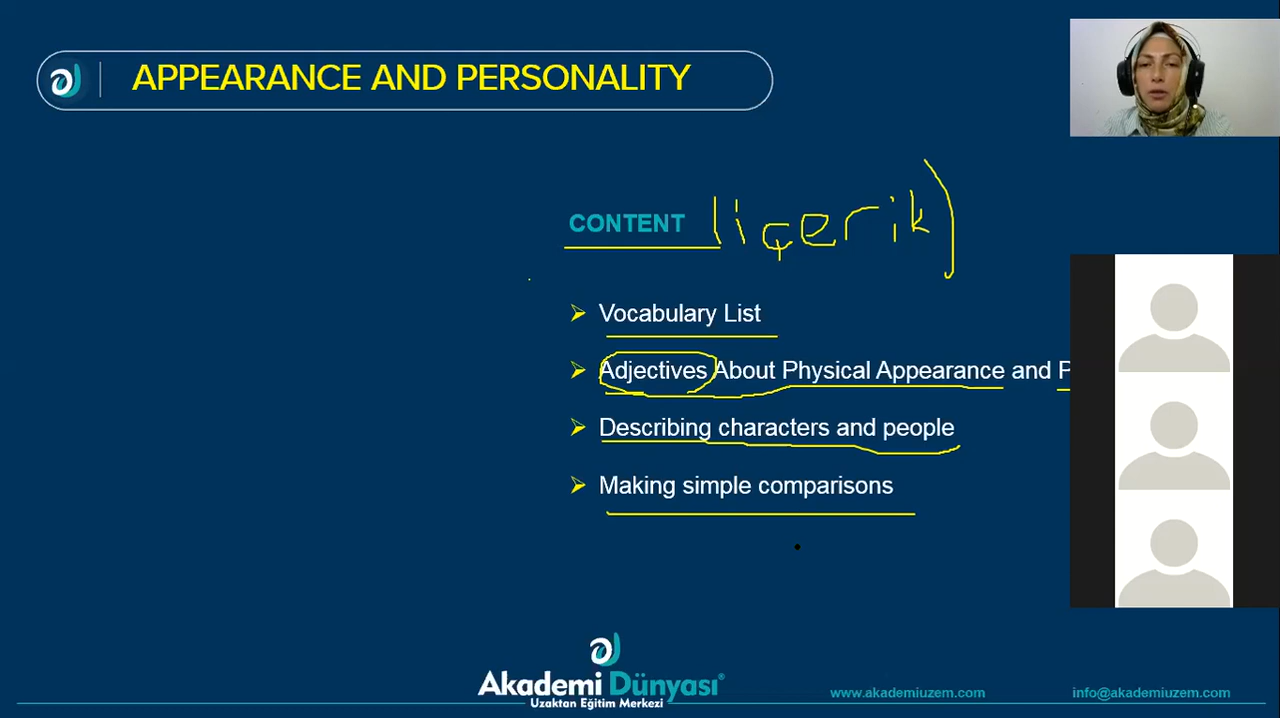 APPEARANCE AND PERSONALITY
CONTENT (içerik)
Vocabulary List
Adjectives About Physical Appearance and P
Describing characters and people
Making simple comparisons
Akademi Dünyası®
Uzaktan Eğitim Merkezi
www.akademiuzem.com
info@akademiuzem.com